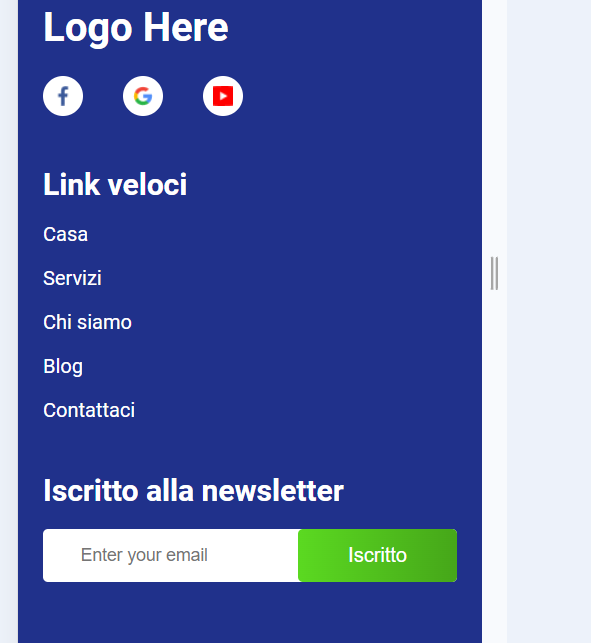 Logo Here
Link veloci
Casa
Servizi
Chi siamo
Blog
Contattaci
Iscritto alla newsletter
Enter your email
Iscritto